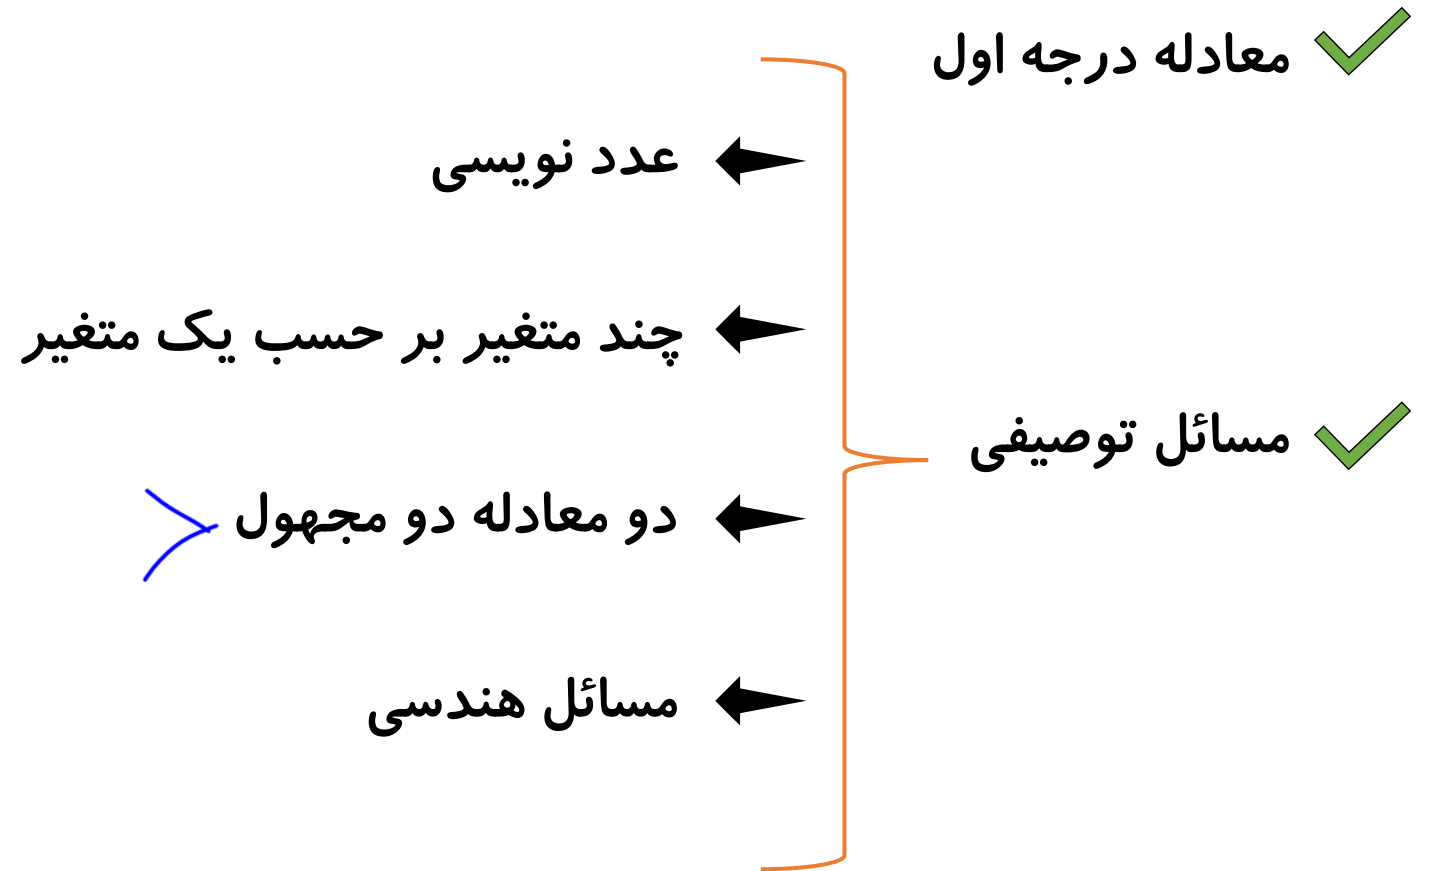 معادله درجه اول
مسائل توصیفی
عدد نویسی
چند متغیر بر حسب یک متغیر
دو معادله دو مجهول
مسائل هندسی